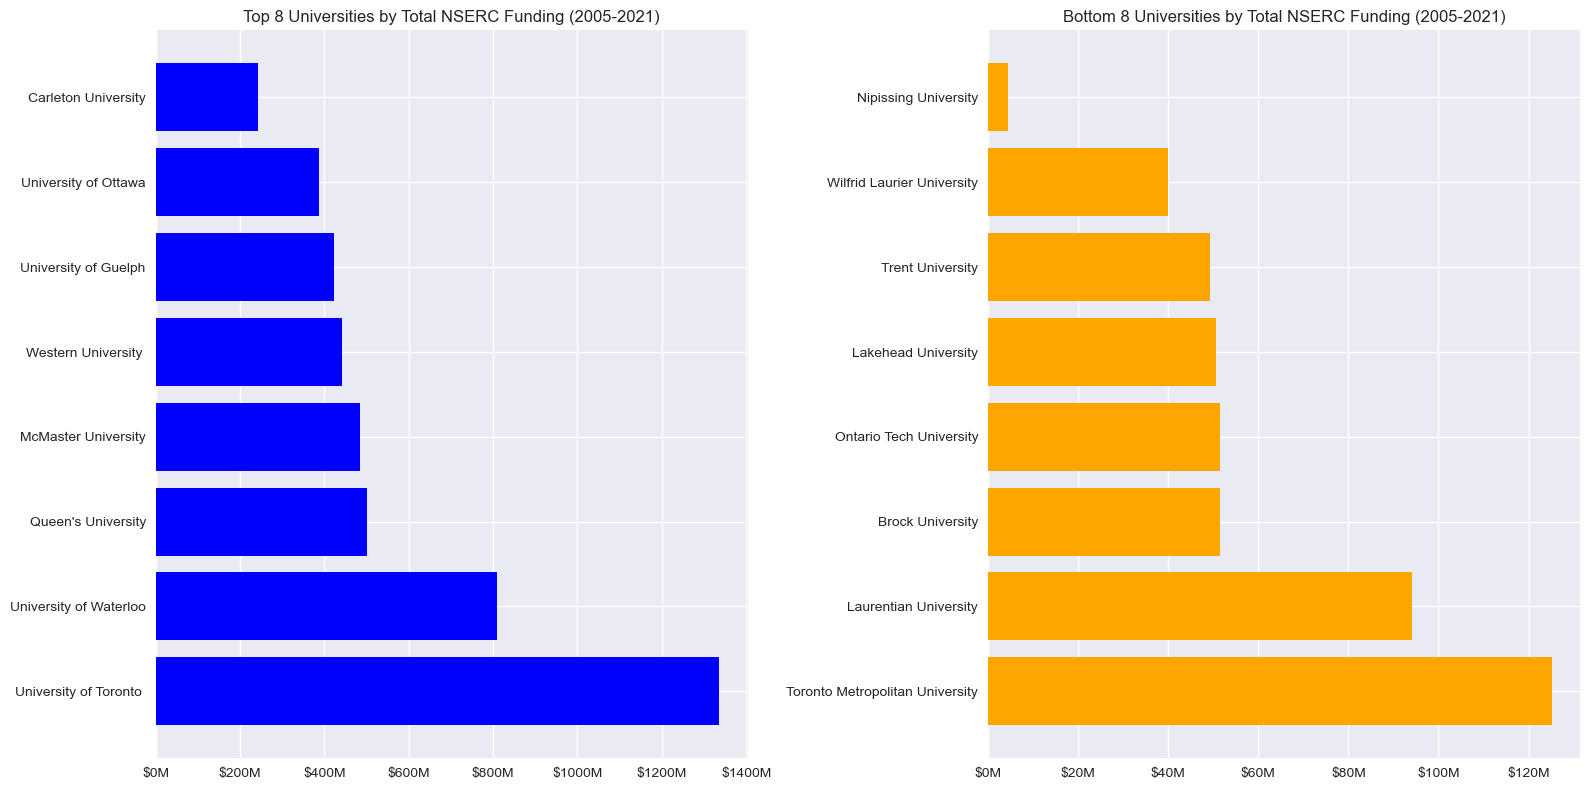 Top 8 Universities by Total NSERC Funding (2005-2021)
Carleton University
University of Ottawa
University of Guelph
Western University
McMaster University
Queen's University
University of Waterloo
University of Toronto
$0M $200M $400M $600M $800M $1000M $1200M $1400M
Bottom 8 Universities by Total NSERC Funding (2005-2021)
Nipissing University
Wilfrid Laurier University
Trent University
Lakehead University
Ontario Tech University
Brock University
Laurentian University
Toronto Metropolitan University
$0M $20M $40M $60M $80M $100M $120M